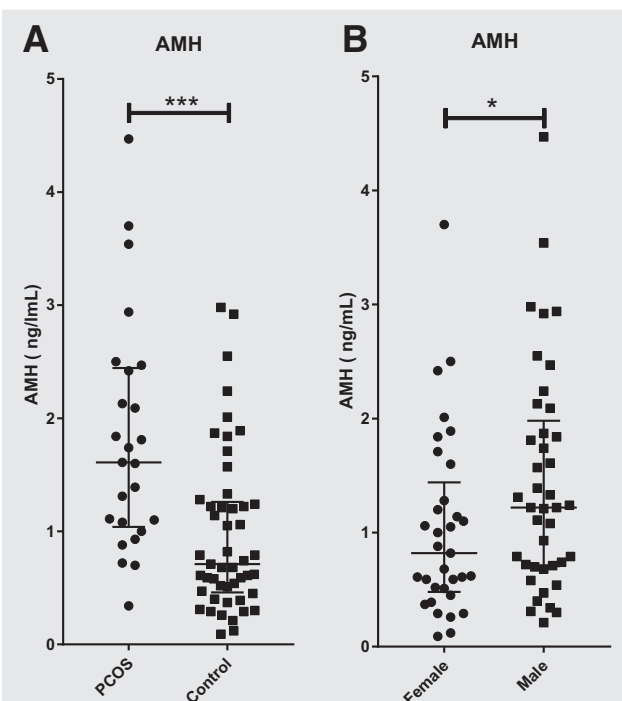 A
AMH
***
5
4
3
2
1
0
AMH ( ng/lmL)
PCOS
Control
B
AMH
*
5
4
3
2
1
0
AMH ( ng/mL)
Female
Male